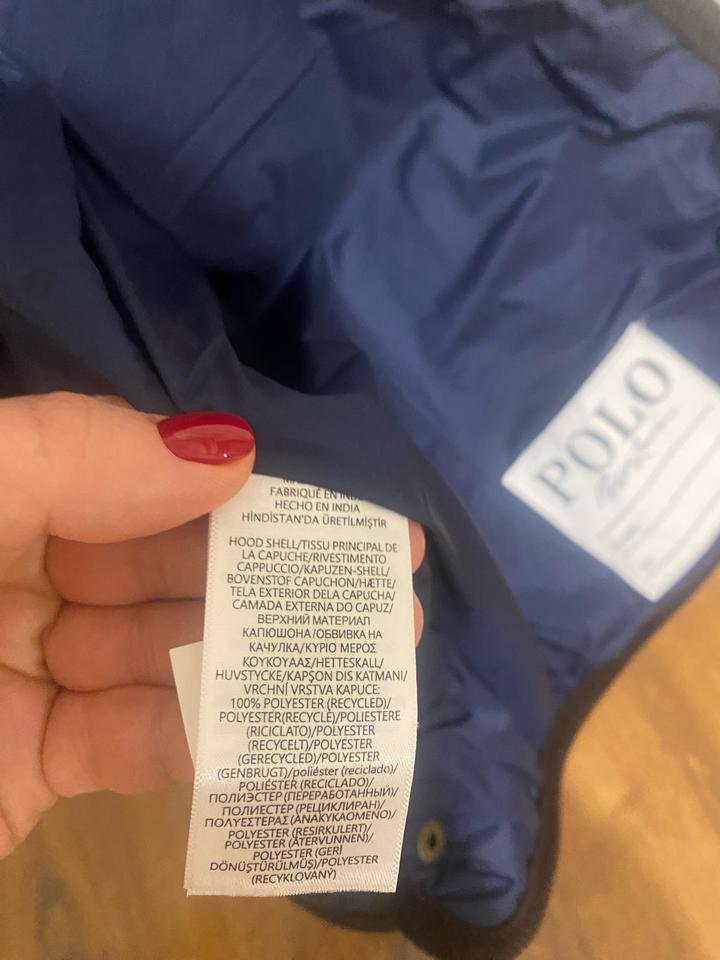 FABRIQUÉ EN
HECHO EN INDIA
HİNDİSTAN'DA ÜRETİLMİŞTİR
HOOD SHELL/TISSU PRINCIPAL DE
LA CAPUCHE/RIVESTIMENTO
CAPPUCCIO/KAPUZEN-SHELL/
BOVENSTOF CAPUCHON/HÆTTE/
TELA EXTERIOR DELA CAPUCHA/
CAMADA EXTERNA DO CAPUZ/
ВЕРХНИЙ МАТЕРИАЛ
КАПЮШОНА/ОБВИВКА НА
КАЧУЛКА/ΚΥΡΙΟ ΜΕΡΟΣ
ΚΟΥΚΟΥΛΑΣ/HETTESKALL/
HUVSTYCKE/KAPŞON DIS KATMANI/
VRCHNÍ VRSTVA KAPUCE:
100% POLYESTER (RECYCLED)/
POLYESTER(RECYCLÉ)/POLIESTERE
(RICICLATO)/POLYESTER
(RECYCELT)/POLYESTER
(GERECYCLED)/POLYESTER
(GENBRUGT)/poliéster (reciclado)/
POLIÉSTER (RECICLADO)/
ПОЛИЭСТЕР (ПЕРЕРАБОТАННЫЙ)/
ПОЛИЕСТЕР (РЕЦИКЛИРАН)/
ΠΟΛΥΕΣΤΕΡΑΣ (ΑΝΑΚΥΚΛΩΜΕΝΟ)/
POLYESTER (RESIRKULERT)/
POLYESTER (ÅTERVUNNEN)/
POLYESTER (GERİ
DÖNÜŞTÜRÜLMÜŞ)/POLYESTER
(RECYKLOVANÝ)
POLO